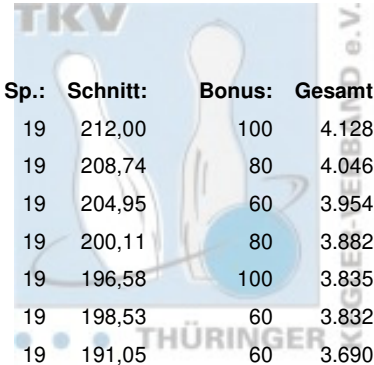 TKV
Sp.: Schnitt: Bonus: Gesamt
19 212,00 100 4.128
19 208,74 80 4.046
19 204,95 60 3.954
19 200,11 80 3.882
19 196,58 100 3.835
19 198,53 60 3.832
19 191,05 60 3.690
THÜRINGER
KEGLER-VERBAND e.V.